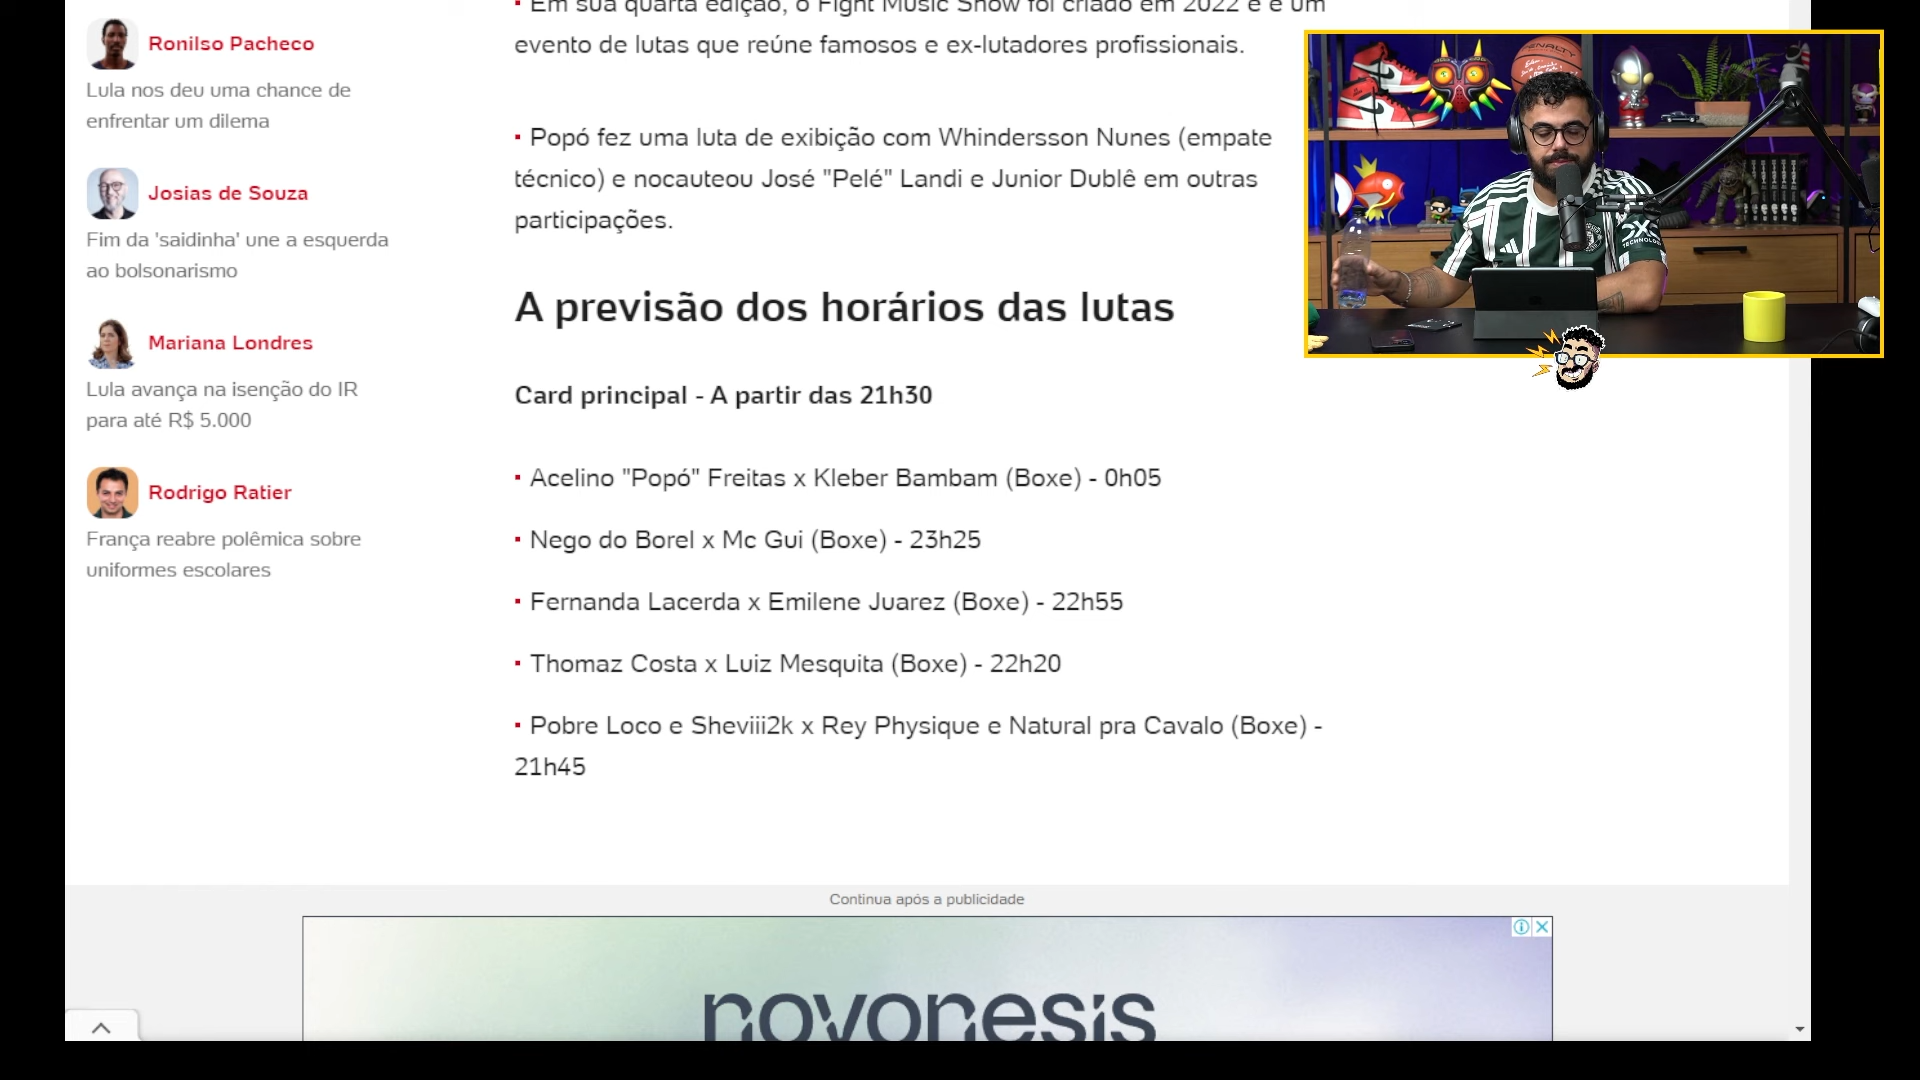 Ronilso Pacheco
Lula nos deu uma chance de
enfrentar um dilema
Josias de Souza
Fim da 'saidinha' une a esquerda
ao bolsonarismo
Mariana Londres
Lula avança na isenção do IR
para até R$ 5.000
Rodrigo Ratier
França reabre polêmica sobre
uniformes escolares
· Em sua quarta edição, o Fight Music Show foi criado em 2022 e é um
evento de lutas que reúne famosos e ex-lutadores profissionais.
· Popó fez uma luta de exibição com Whindersson Nunes (empate
técnico) e nocauteou José "Pelé" Landi e Junior Dublê em outras
participações.
A previsão dos horários das lutas
Card principal - A partir das 21h30
· Acelino "Popó" Freitas x Kleber Bambam (Boxe) - 0h05
· Nego do Borel x Mc Gui (Boxe) - 23h25
· Fernanda Lacerda x Emilene Juarez (Boxe) - 22h55
· Thomaz Costa x Luiz Mesquita (Boxe) - 22h20
· Pobre Loco e Sheviii2k x Rey Physique e Natural pra Cavalo (Boxe) -
21h45
Continua após a publicidade
novonesis
PENALTY
TECHNOLOGY